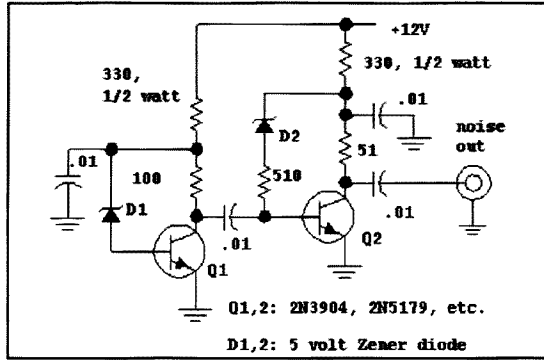 +12V
330,
1/2 watt
330, 1/2 watt
.01
D2
.01
noise
out
100
510
51
D1
.01
.01
Q1
Q2
Q1,2: 2N3904, 2N5179, etc.
D1,2: 5 volt Zener diode